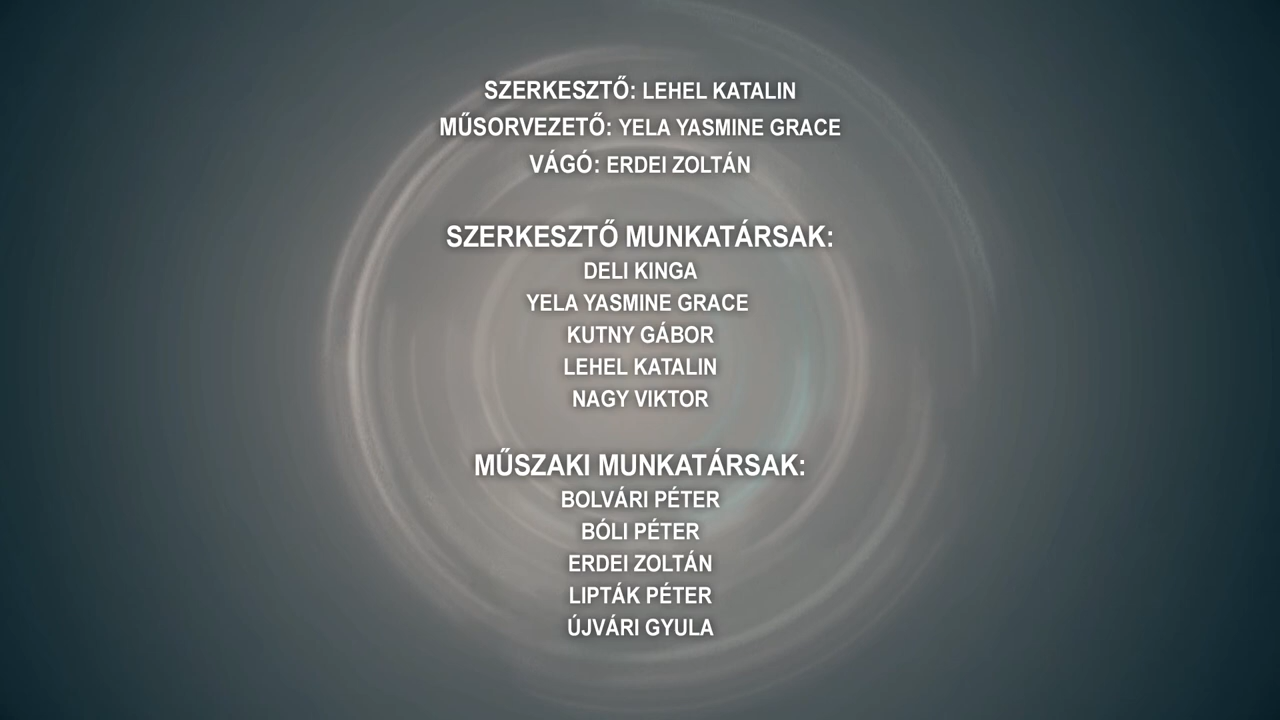 SZERKESZTŐ: LEHEL KATALIN
MŰSORVEZETŐ: YELA YASMINE GRACE
VÁGÓ: ERDEI ZOLTÁN
SZERKESZTŐ MUNKATÁRSAK:
DELI KINGA
YELA YASMINE GRACE
KUTNY GÁBOR
LEHEL KATALIN
NAGY VIKTOR
MŰSZAKI MUNKATÁRSAK:
BOLVÁRI PÉTER
BÓLI PÉTER
ERDEI ZOLTÁN
LIPTÁK PÉTER
ÚJVÁRI GYULA